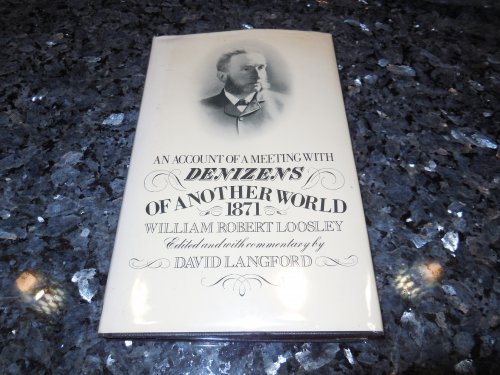 AN ACCOUNT OF A MEETING WITH
DENIZENS
OF ANOTHER WORLD
1871
WILLIAM ROBERT LOOSLEY
Edited and with commentary by
DAVID LANGFORD